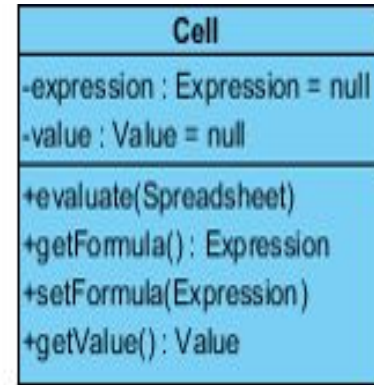 Cell
-expression : Expression = null
-value : Value = null
+evaluate(Spreadsheet)
+getFormula() : Expression
+setFormula(Expression)
+getValue() : Value